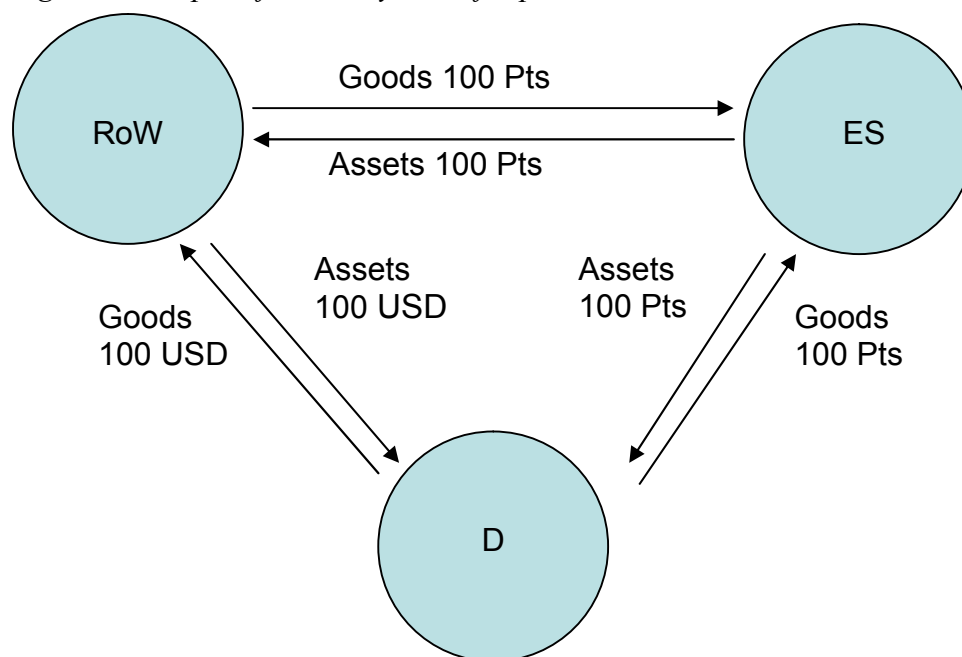 Goods 100 Pts
RoW
ES
Assets 100 Pts
Assets
100 USD
Assets
100 Pts
Goods
100 USD
Goods
100 Pts
D